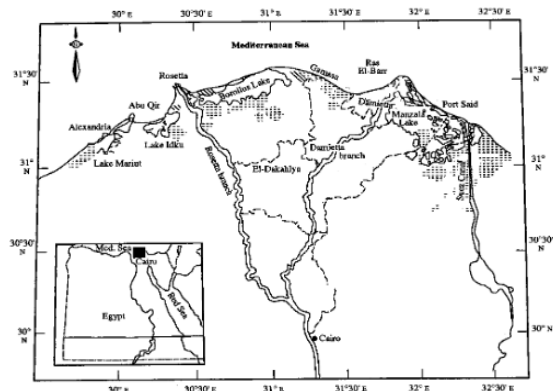 30° E
30°30′ E
31° E
31°30′ E
32° E
32°30′ E
Mediterranean Sea
Ras
El-Barr
31°30′
N
31°30′
N
Rosetta
Gamasa
Borollus Lake
Abu Qir
Damietta
Port Said
Alexandria
Manzala
Lake
Lake Idku
31°
N
31°
N
Lake Mariut
Rosetta Branch
El-Dakahlya
Damietta
branch
Suez Canal
30°30′
N
30°30′
N
Med. Sea
Cairo
Red Sea
Egypt
30°
N
30°
N
Cairo
30° E
30°30′ E
31° E
31°30′ E
32° E
32°30′ E